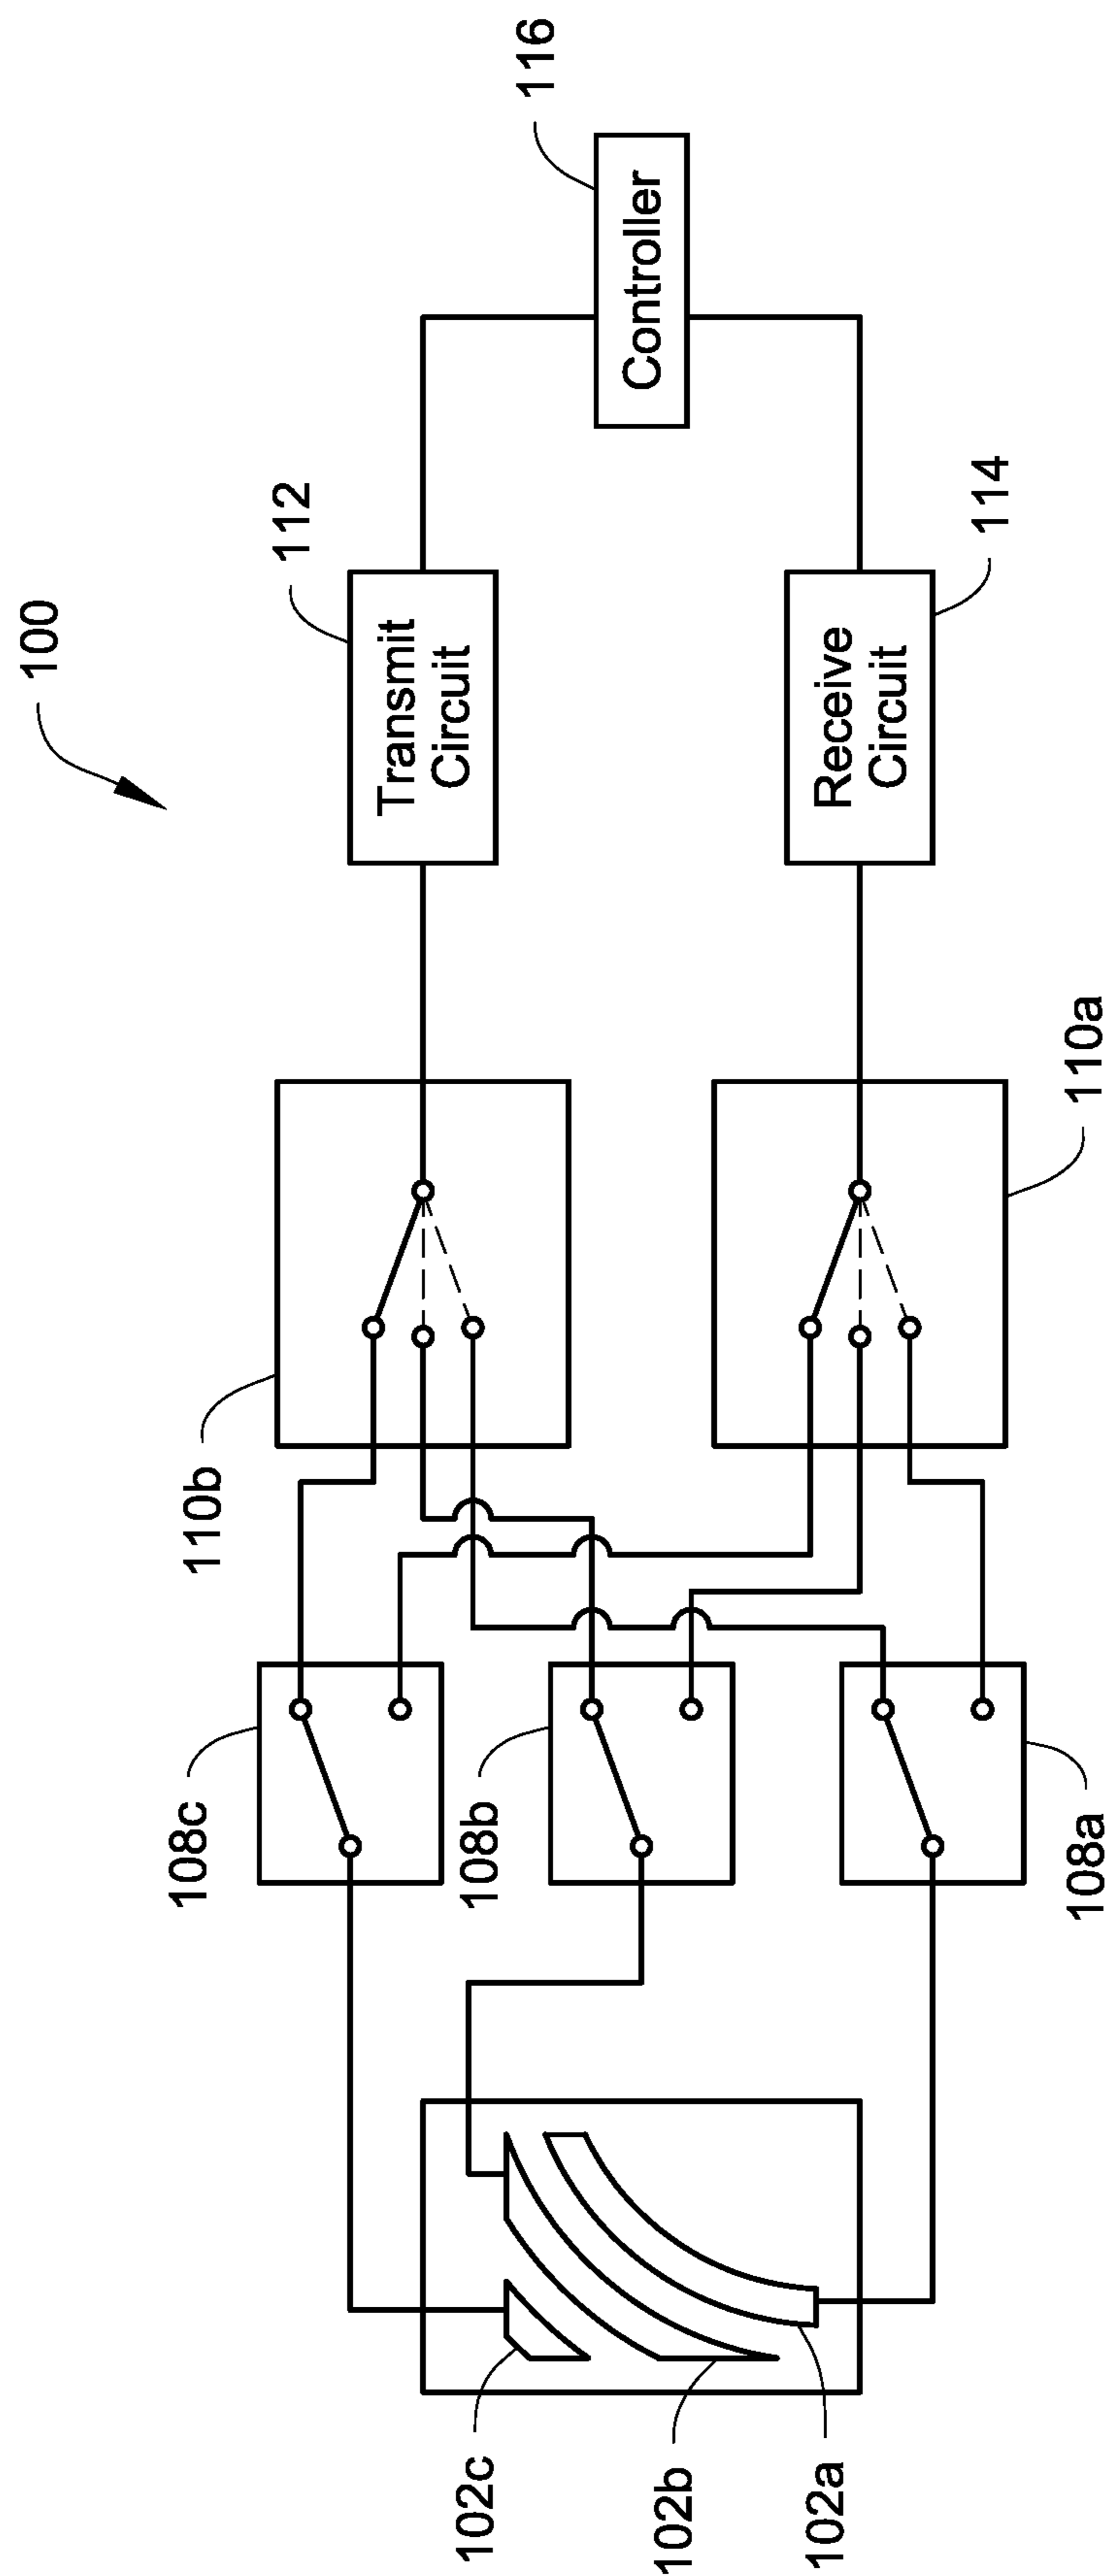 100
102c
102b
102a
108c
108b
108a
110b
110a
112
Transmit
Circuit
Receive
Circuit
114
Controller
116